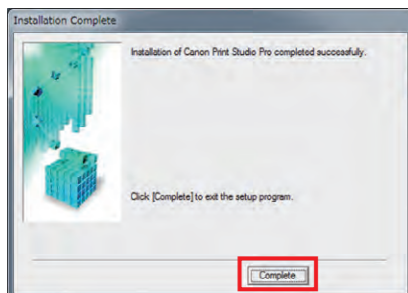 Installation Complete
Installation of Canon Print Studio Pro completed successfully.
Click [Complete] to exit the setup program.
Complete